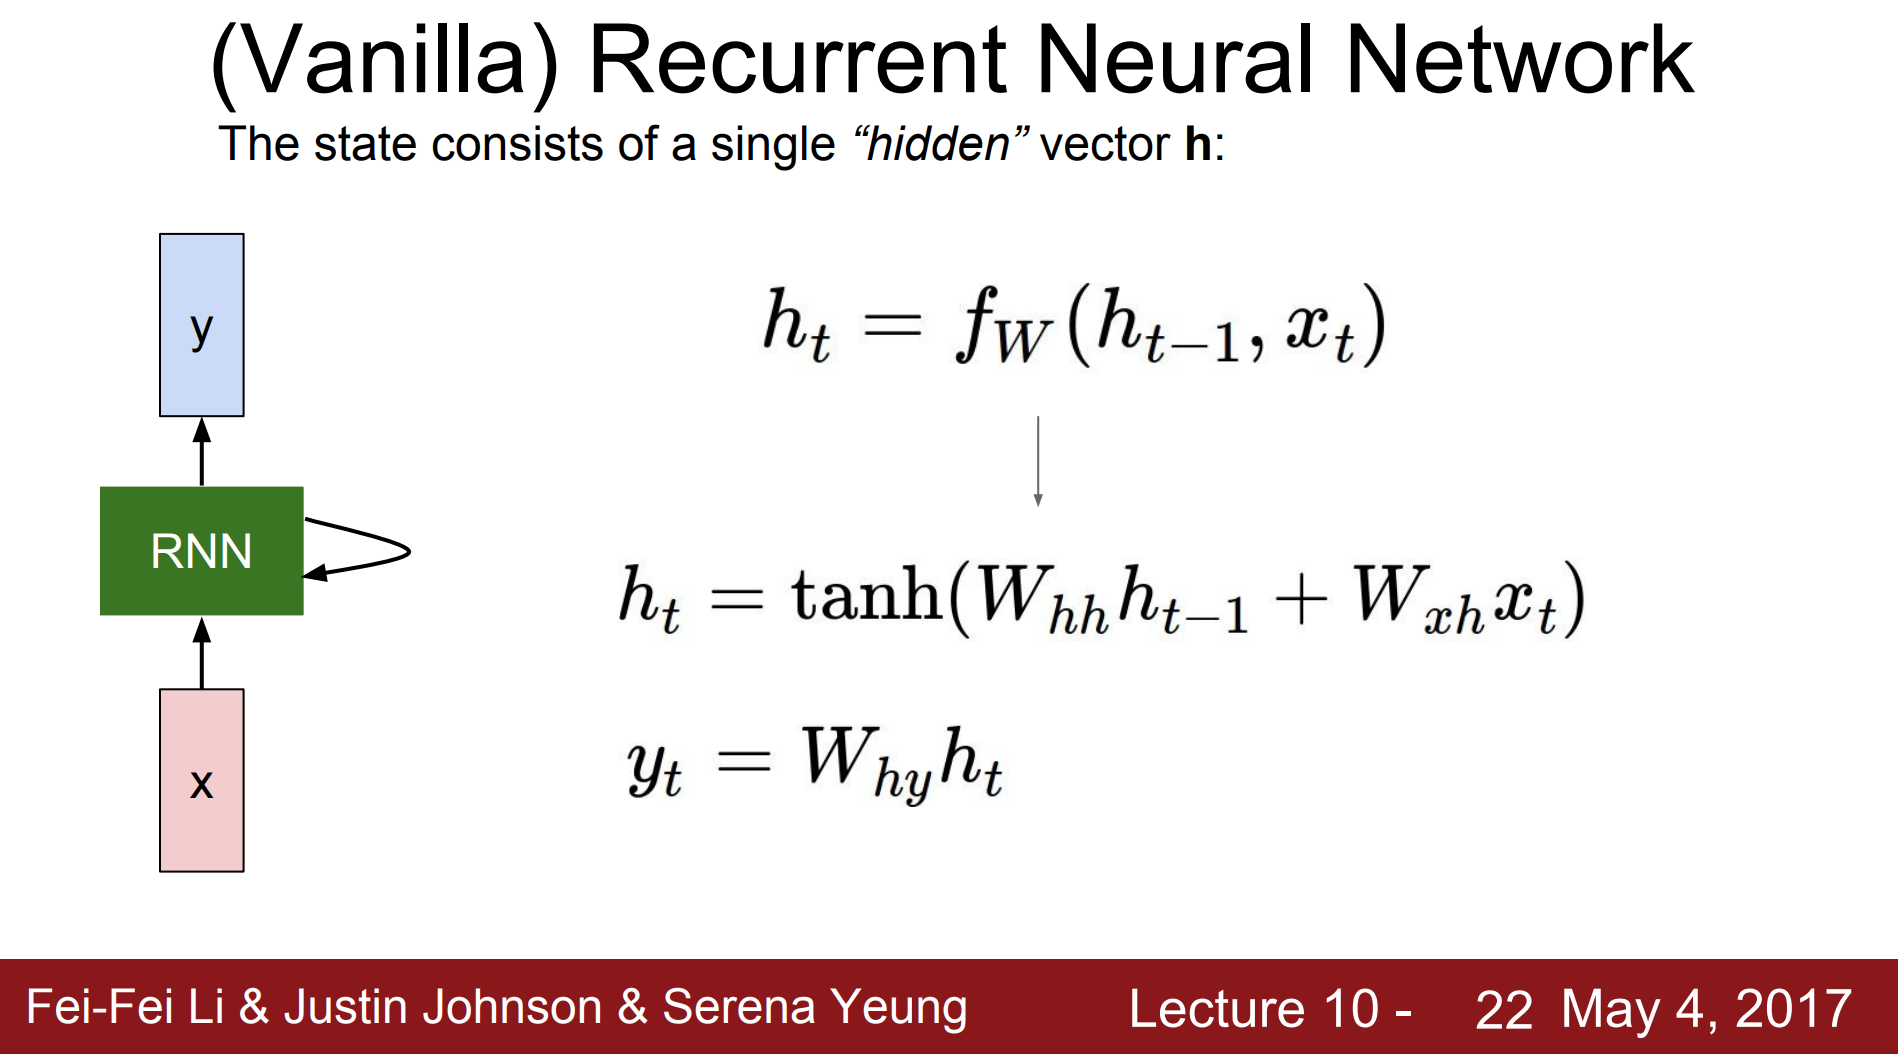 (Vanilla) Recurrent Neural Network
The state consists of a single “hidden” vector h:
y
RNN
x
h_t = f_W(h_{t-1}, x_t)
h_t = tanh(W_{hh}h_{t-1} + W_{xh}x_t)
y_t = W_{hy}h_t
Fei-Fei Li & Justin Johnson & Serena Yeung Lecture 10 - 22 May 4, 2017